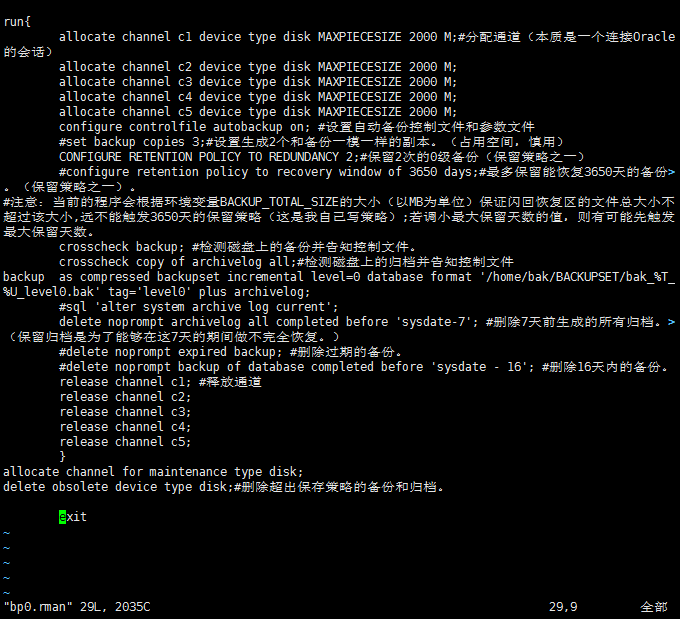 run{
        allocate channel c1 device type disk MAXPIECESIZE 2000 M;#分配通道（本质是一个连接Oracle
的会话）
        allocate channel c2 device type disk MAXPIECESIZE 2000 M;
        allocate channel c3 device type disk MAXPIECESIZE 2000 M;
        allocate channel c4 device type disk MAXPIECESIZE 2000 M;
        allocate channel c5 device type disk MAXPIECESIZE 2000 M;
        configure controlfile autobackup on; #设置自动备份控制文件和参数文件
        #set backup copies 3;#设置生成2个和备份一模一样的副本。（占用空间，慎用）
        CONFIGURE RETENTION POLICY TO REDUNDANCY 2;#保留2次的0级备份（保留策略之一）
        #configure retention policy to recovery window of 3650 days;#最多保留能恢复3650天的备份>
。（保留策略之一）。
#注意：当前的程序会根据环境变量BACKUP_TOTAL_SIZE的大小（以MB为单位）保证闪回恢复区的文件总大小不
超过该大小,远不能触发3650天的保留策略（这是我自己写策略）;若调小最大保留天数的值，则有可能先触发
最大保留天数。
        crosscheck backup; #检测磁盘上的备份并告知控制文件。
        crosscheck copy of archivelog all;#检测磁盘上的归档并告知控制文件
backup  as compressed backupset incremental level=0 database format '/home/bak/BACKUPSET/bak_%T_
%U_level0.bak' tag='level0' plus archivelog;
        #sql 'alter system archive log current';
        delete noprompt archivelog all completed before 'sysdate-7'; #删除7天前生成的所有归档。>
（保留归档是为了能够在这7天的期间做不完全恢复。）
        #delete noprompt expired backup; #删除过期的备份。
        #delete noprompt backup of database completed before 'sysdate - 16'; #删除16天内的备份。
        release channel c1; #释放通道
        release channel c2;
        release channel c3;
        release channel c4;
        release channel c5;
        }
allocate channel for maintenance type disk;
delete obsolete device type disk;#删除超出保存策略的备份和归档。
        exit
~
~
~
~
~
"bp0.rman" 29L, 2035C 29,9 全部